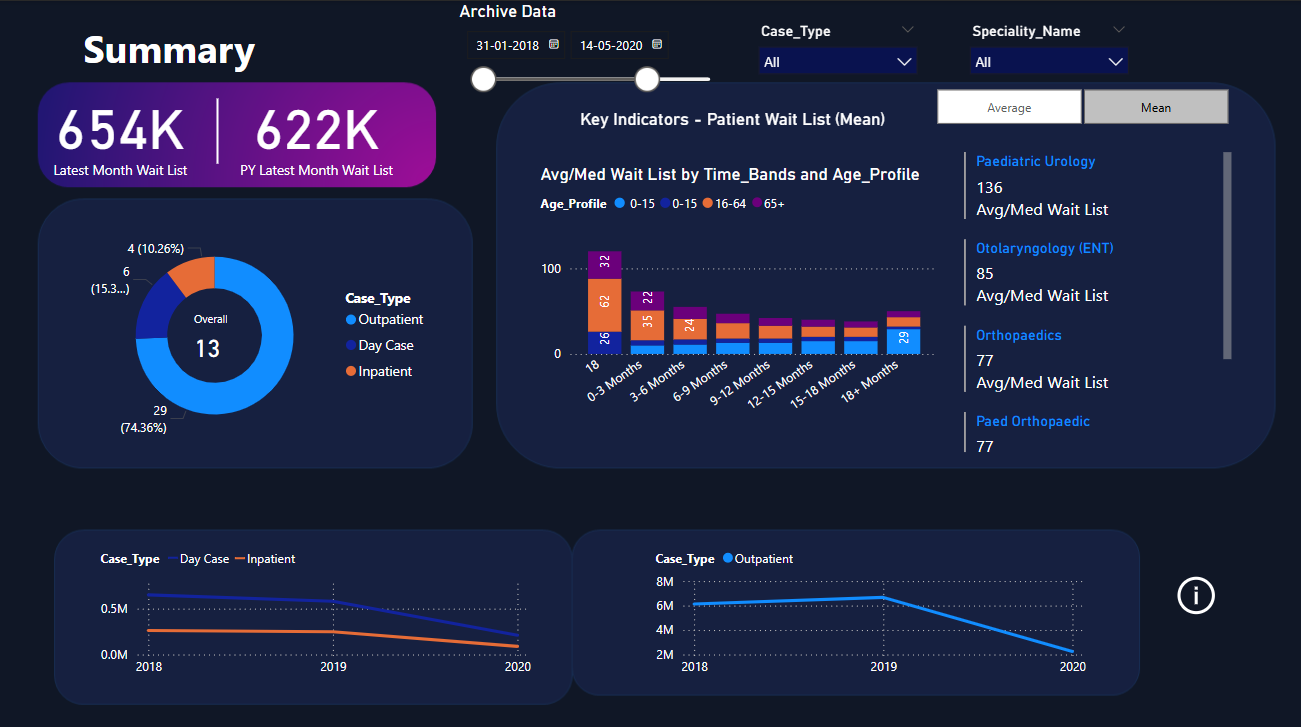 Archive Data
31-01-2018
14-05-2020
Case_Type
All
Speciality_Name
All
Summary
654K
Latest Month Wait List
622K
PY Latest Month Wait List
Key Indicators - Patient Wait List (Mean)
Average
Mean
4 (10.26%)
6
(15.3...)
Overall
13
29
(74.36%)
Case_Type
Outpatient
Day Case
Inpatient
Avg/Med Wait List by Time_Bands and Age_Profile
Age_Profile 0-15 0-15 16-64 65+
100
0
32
62
26
22
35
24
29
18
0-3 Months
3-6 Months
6-9 Months
9-12 Months
12-15 Months
15-18 Months
18+ Months
Paediatric Urology
136
Avg/Med Wait List
Otolaryngology (ENT)
85
Avg/Med Wait List
Orthopaedics
77
Avg/Med Wait List
Paed Orthopaedic
77
Case_Type Day Case Inpatient
0.5M
0.0M
2018 2019 2020
Case_Type Outpatient
8M
6M
4M
2M
2018 2019 2020
i